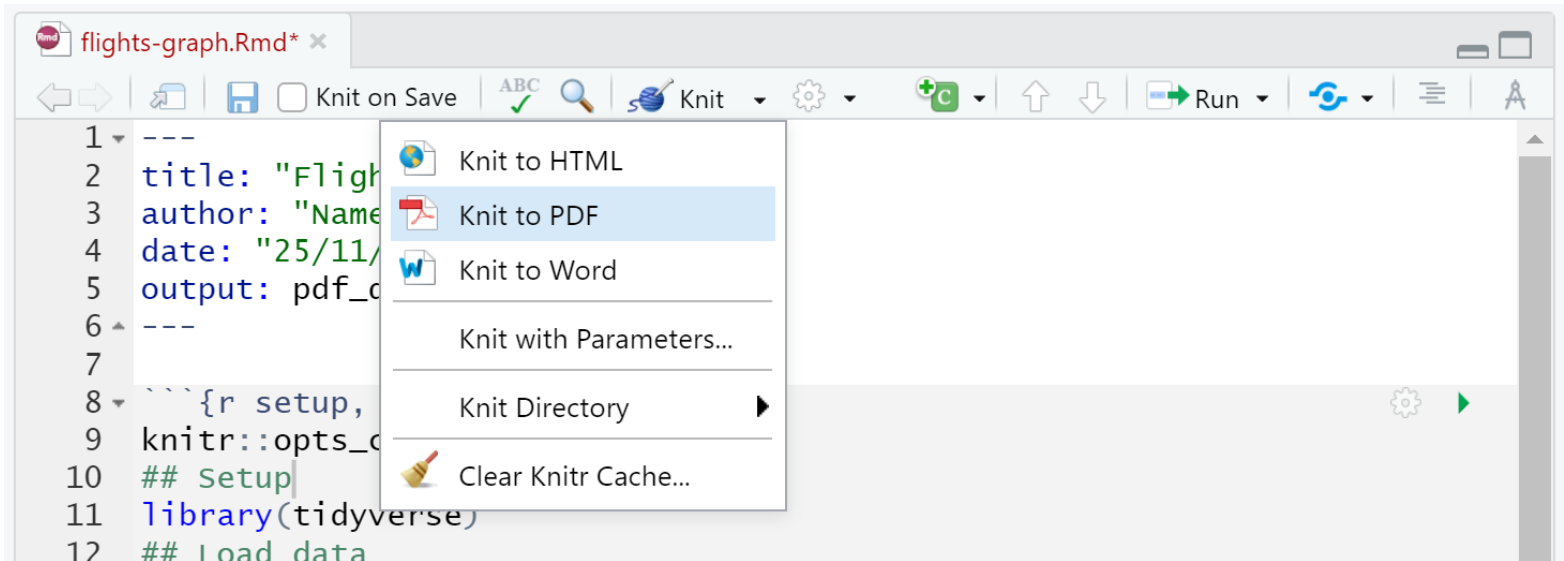 flights-graph.Rmd*
Knit on Save ABC Knit C Run
1 ---
2 title: "Fligh
3 author: "Name
4 date: "25/11/
5 output: pdf_d
6 ---
7
8 ```{r setup,
9 knitr::opts_c
10 ## Setup
11 library(tidyverse)
12 ## Load data
Knit to HTML
Knit to PDF
Knit to Word
Knit with Parameters...
Knit Directory
Clear Knitr Cache...